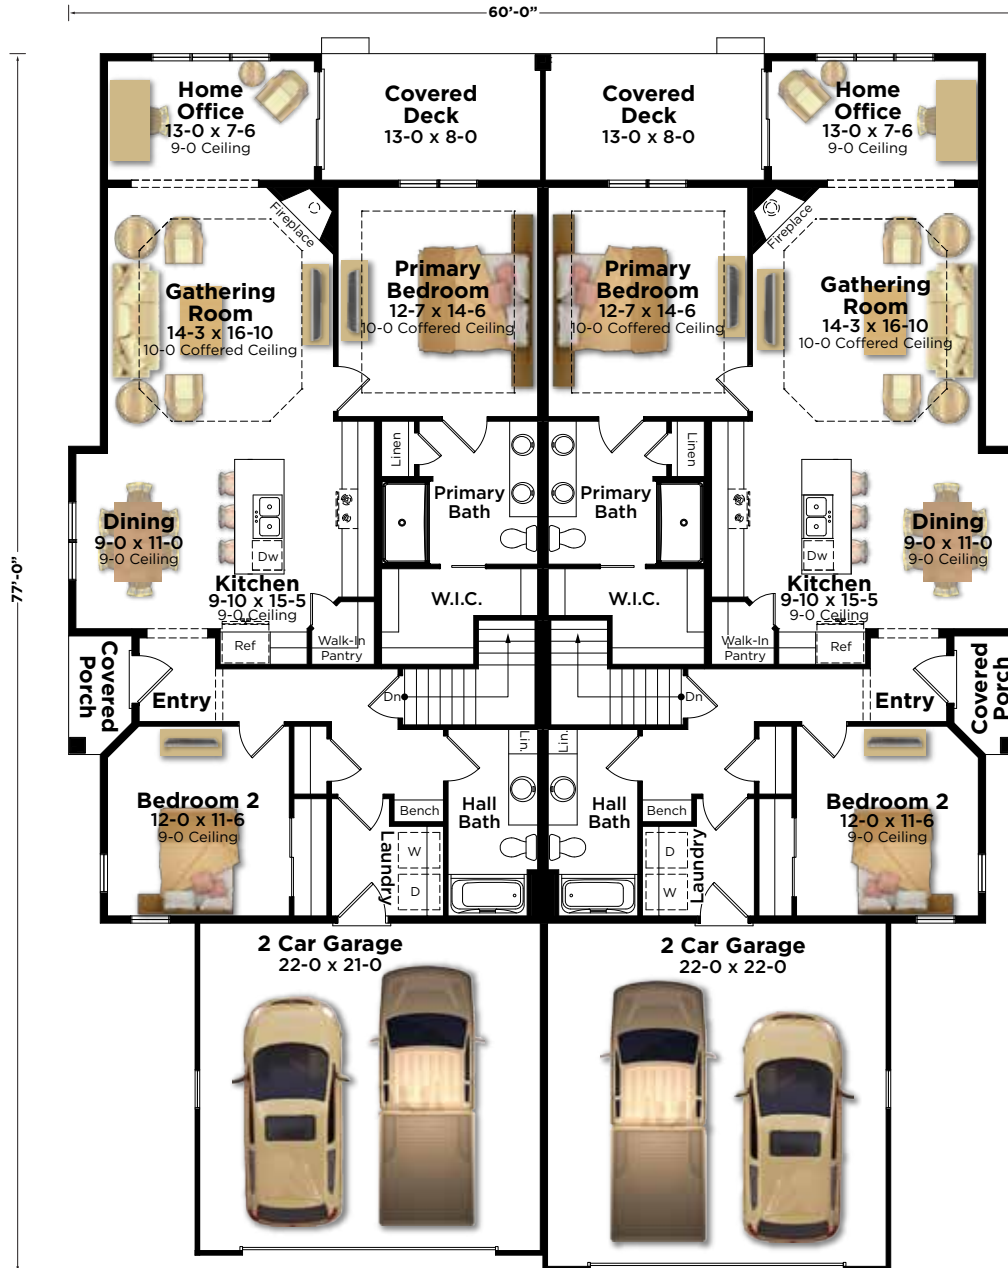 60'-0"
77'-0"
Home
Office
13-0 x 7-6
9-0 Ceiling
Covered
Deck
13-0 x 8-0
Covered
Deck
13-0 x 8-0
Home
Office
13-0 x 7-6
9-0 Ceiling
Fireplace
Gathering
Room
14-3 x 16-10
10-0 Coffered Ceiling
Primary
Bedroom
12-7 x 14-6
10-0 Coffered Ceiling
Primary
Bedroom
12-7 x 14-6
10-0 Coffered Ceiling
Fireplace
Gathering
Room
14-3 x 16-10
10-0 Coffered Ceiling
Linen
Primary
Bath
Primary
Bath
Linen
Dining
9-0 x 11-0
9-0 Ceiling
Dw
Kitchen
9-10 x 15-5
9-0 Ceiling
Ref
Walk-In
Pantry
W.I.C.
W.I.C.
Dw
Kitchen
9-10 x 15-5
9-0 Ceiling
Walk-In
Pantry
Ref
Dining
9-0 x 11-0
9-0 Ceiling
Covered
Porch
Entry
Dn
Dn
Entry
Covered
Porch
Bedroom 2
12-0 x 11-6
9-0 Ceiling
Lin.
Lin.
Bench
Hall
Bath
Hall
Bath
Bench
Laundry
W
D
D
W
Laundry
Bedroom 2
12-0 x 11-6
9-0 Ceiling
2 Car Garage
22-0 x 21-0
2 Car Garage
22-0 x 22-0